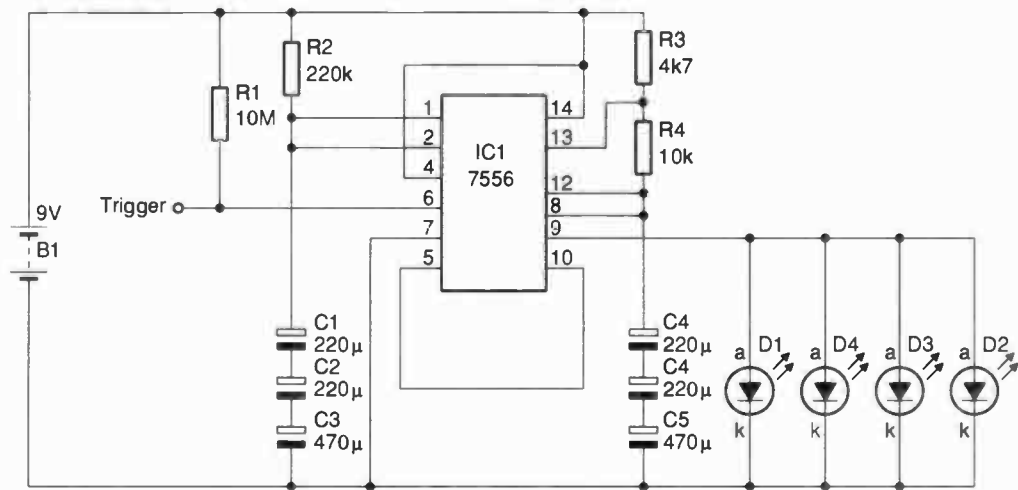 R1
10M
R2
220k
R3
4k7
R4
10k
1
2
4
6
7
5
IC1
7556
14
13
12
8
9
10
Trigger
9V
B1
C1
220µ
C2
220µ
C3
470µ
C4
220µ
C4
220µ
C5
470µ
a
D1
k
a
D4
k
a
D3
k
a
D2
k